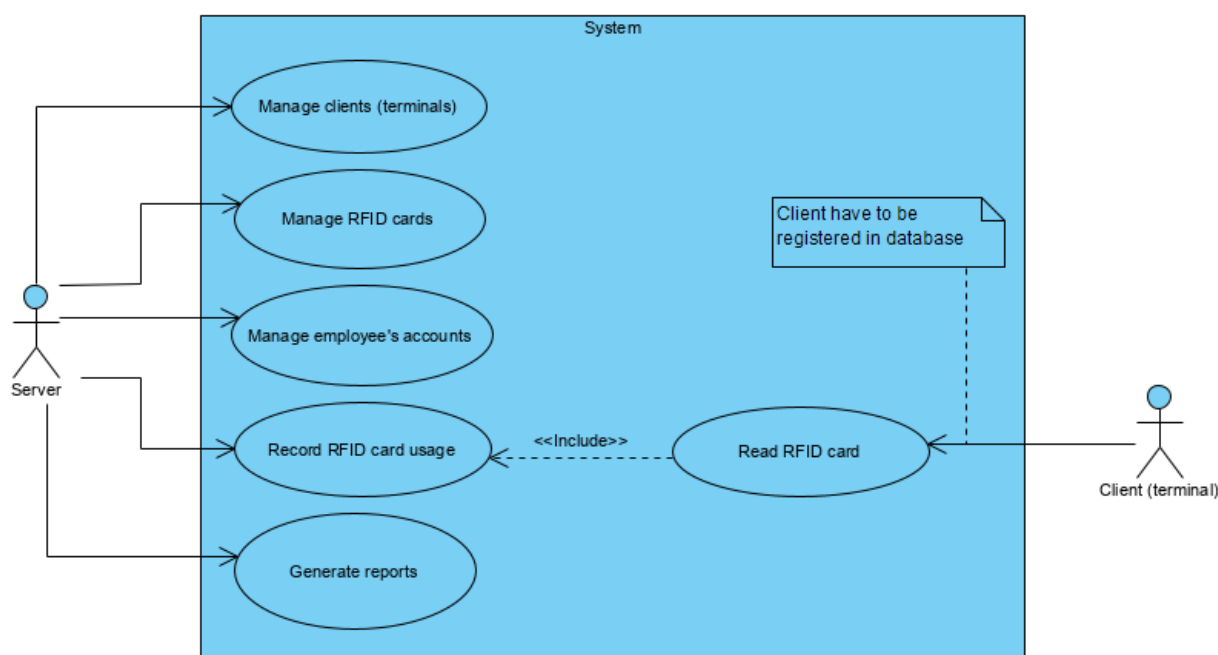 System
Manage clients (terminals)
Manage RFID cards
Client have to be
registered in database
Manage employee's accounts
Server
Record RFID card usage
<<Include>>
Read RFID card
Client (terminal)
Generate reports